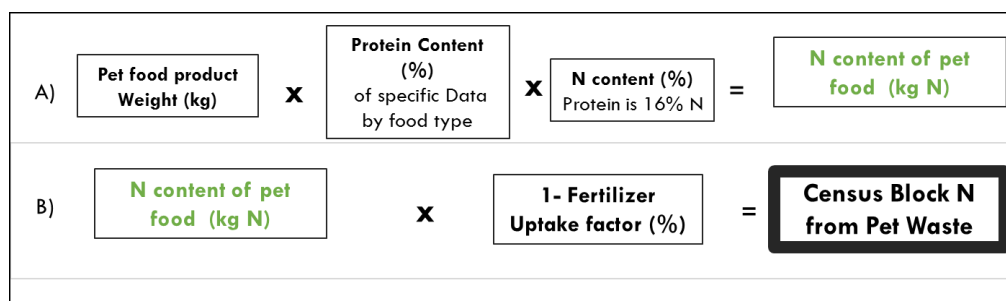 A)
Pet food product
Weight (kg)
x
Protein Content
(%)
of specific Data
by food type
x
N content (%)
Protein is 16% N
=
N content of pet
food (kg N)
B)
N content of pet
food (kg N)
x
1- Fertilizer
Uptake factor (%)
=
Census Block N
from Pet Waste